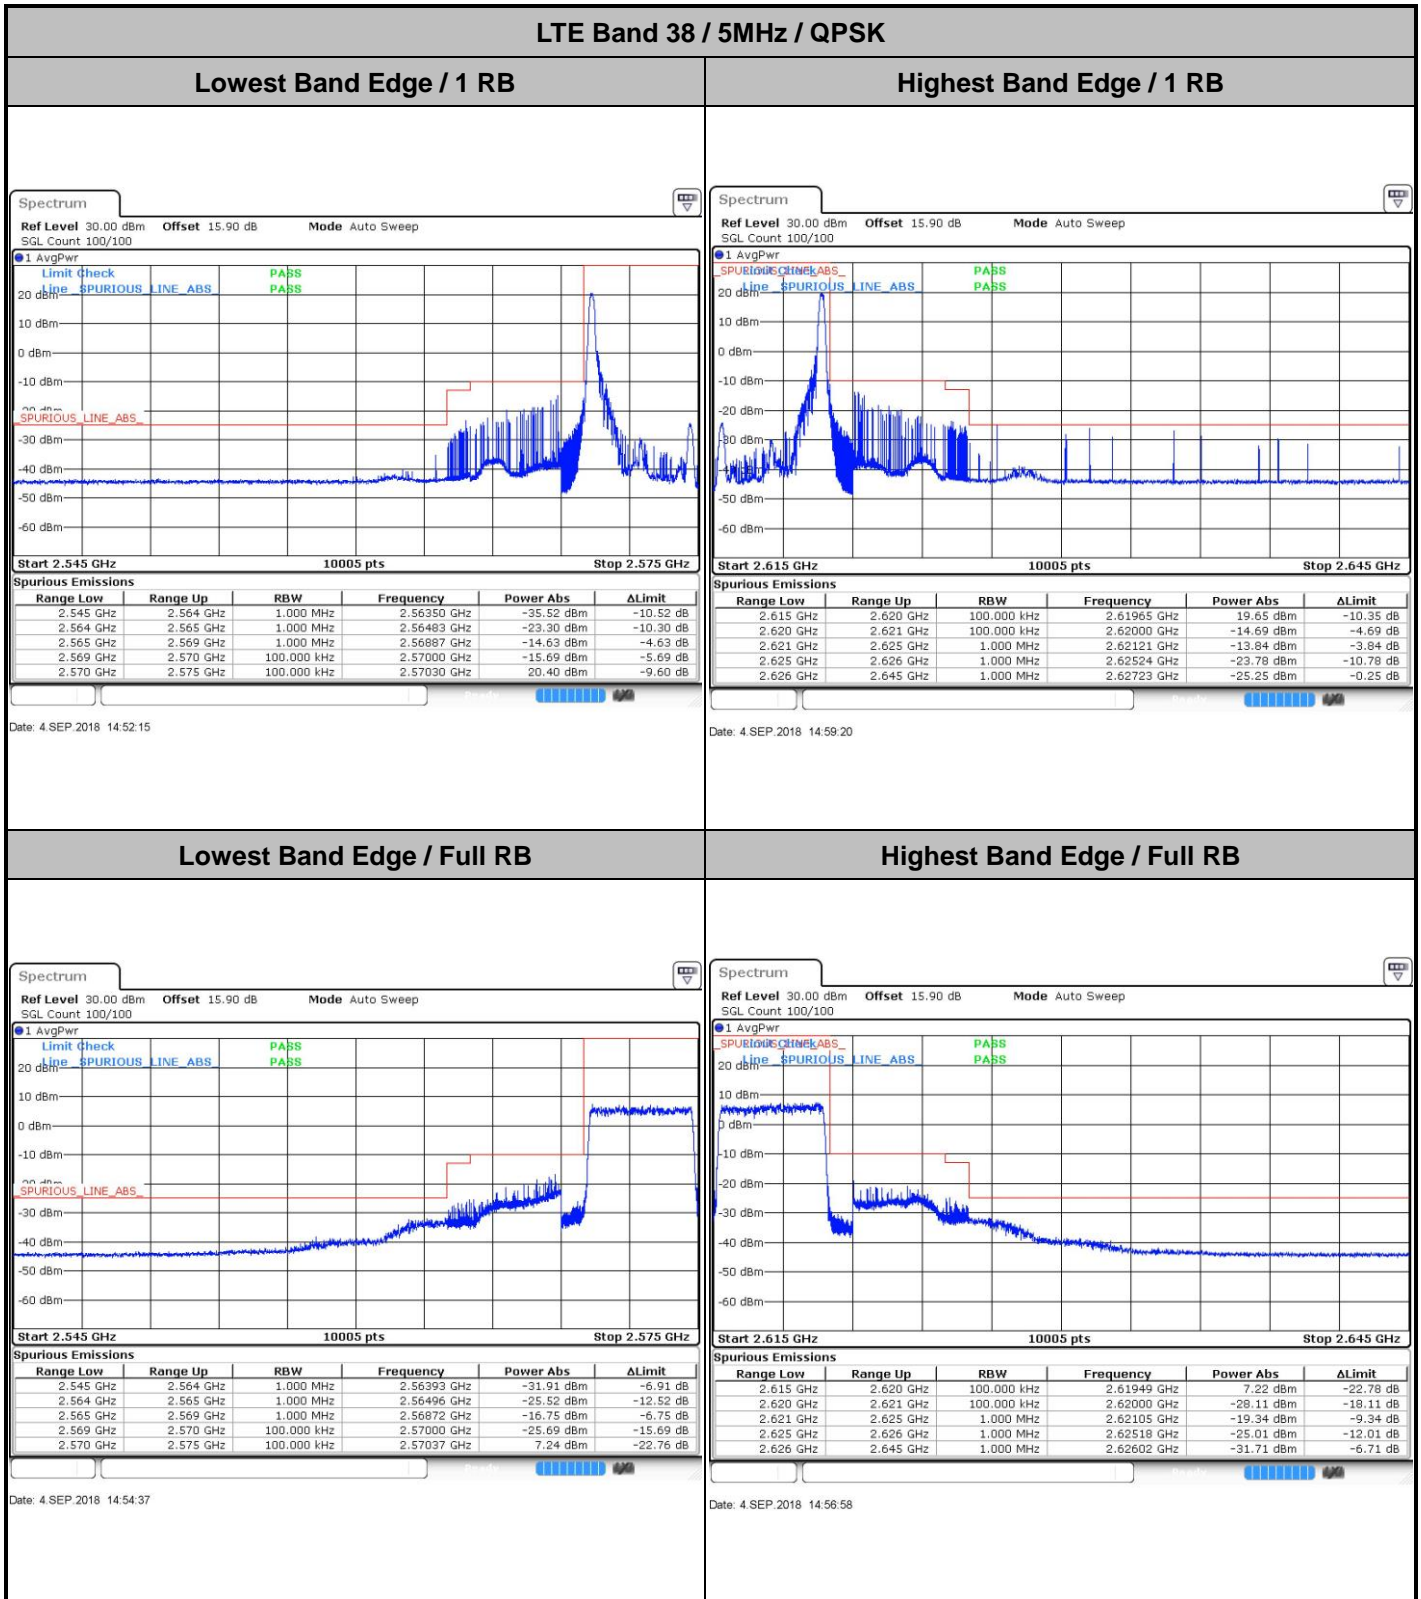 LTE Band 38 / 5MHz / QPSK
Lowest Band Edge / 1 RB
Highest Band Edge / 1 RB
Spectrum
Ref Level 30.00 dBm Offset 15.90 dB Mode Auto Sweep
SGL Count 100/100
1 AvgPwr
Limit Check PASS
Line _SPURIOUS_LINE_ABS_ PASS
20 dBm
10 dBm
0 dBm
-10 dBm
-20 dBm
_SPURIOUS_LINE_ABS_
-30 dBm
-40 dBm
-50 dBm
-60 dBm
Start 2.545 GHz 10005 pts Stop 2.575 GHz
Spurious Emissions
Range Low Range Up RBW Frequency Power Abs ΔLimit
2.545 GHz 2.564 GHz 1.000 MHz 2.56350 GHz -35.52 dBm -10.52 dB
2.564 GHz 2.565 GHz 1.000 MHz 2.56483 GHz -23.30 dBm -10.30 dB
2.565 GHz 2.569 GHz 1.000 MHz 2.56887 GHz -14.63 dBm -4.63 dB
2.569 GHz 2.570 GHz 100.000 kHz 2.57000 GHz -15.69 dBm -5.69 dB
2.570 GHz 2.575 GHz 100.000 kHz 2.57030 GHz 20.40 dBm -9.60 dB
Ready
Date: 4.SEP.2018 14:52:15
Spectrum
Ref Level 30.00 dBm Offset 15.90 dB Mode Auto Sweep
SGL Count 100/100
1 AvgPwr
_SPURIOUS_LINE_ABS_
Limit Check PASS
Line _SPURIOUS_LINE_ABS_ PASS
20 dBm
10 dBm
0 dBm
-10 dBm
-20 dBm
-30 dBm
-40 dBm
-50 dBm
-60 dBm
Start 2.615 GHz 10005 pts Stop 2.645 GHz
Spurious Emissions
Range Low Range Up RBW Frequency Power Abs ΔLimit
2.615 GHz 2.620 GHz 100.000 kHz 2.61965 GHz 19.65 dBm -10.35 dB
2.620 GHz 2.621 GHz 100.000 kHz 2.62000 GHz -14.69 dBm -4.69 dB
2.621 GHz 2.625 GHz 1.000 MHz 2.62121 GHz -13.84 dBm -3.84 dB
2.625 GHz 2.626 GHz 1.000 MHz 2.62524 GHz -23.78 dBm -10.78 dB
2.626 GHz 2.645 GHz 1.000 MHz 2.62723 GHz -25.25 dBm -0.25 dB
Ready
Date: 4.SEP.2018 14:59:20
Lowest Band Edge / Full RB
Highest Band Edge / Full RB
Spectrum
Ref Level 30.00 dBm Offset 15.90 dB Mode Auto Sweep
SGL Count 100/100
1 AvgPwr
Limit Check PASS
Line _SPURIOUS_LINE_ABS_ PASS
20 dBm
10 dBm
0 dBm
-10 dBm
-20 dBm
_SPURIOUS_LINE_ABS_
-30 dBm
-40 dBm
-50 dBm
-60 dBm
Start 2.545 GHz 10005 pts Stop 2.575 GHz
Spurious Emissions
Range Low Range Up RBW Frequency Power Abs ΔLimit
2.545 GHz 2.564 GHz 1.000 MHz 2.56393 GHz -31.91 dBm -6.91 dB
2.564 GHz 2.565 GHz 1.000 MHz 2.56496 GHz -25.52 dBm -12.52 dB
2.565 GHz 2.569 GHz 1.000 MHz 2.56872 GHz -16.75 dBm -6.75 dB
2.569 GHz 2.570 GHz 100.000 kHz 2.57000 GHz -25.69 dBm -15.69 dB
2.570 GHz 2.575 GHz 100.000 kHz 2.57037 GHz 7.24 dBm -22.76 dB
Ready
Date: 4.SEP.2018 14:54:37
Spectrum
Ref Level 30.00 dBm Offset 15.90 dB Mode Auto Sweep
SGL Count 100/100
1 AvgPwr
_SPURIOUS_LINE_ABS_
Limit Check PASS
Line _SPURIOUS_LINE_ABS_ PASS
20 dBm
10 dBm
0 dBm
-10 dBm
-20 dBm
-30 dBm
-40 dBm
-50 dBm
-60 dBm
Start 2.615 GHz 10005 pts Stop 2.645 GHz
Spurious Emissions
Range Low Range Up RBW Frequency Power Abs ΔLimit
2.615 GHz 2.620 GHz 100.000 kHz 2.61949 GHz 7.22 dBm -22.78 dB
2.620 GHz 2.621 GHz 100.000 kHz 2.62000 GHz -28.11 dBm -18.11 dB
2.621 GHz 2.625 GHz 1.000 MHz 2.62105 GHz -19.34 dBm -9.34 dB
2.625 GHz 2.626 GHz 1.000 MHz 2.62518 GHz -25.01 dBm -12.01 dB
2.626 GHz 2.645 GHz 1.000 MHz 2.62602 GHz -31.71 dBm -6.71 dB
Ready
Date: 4.SEP.2018 14:56:58